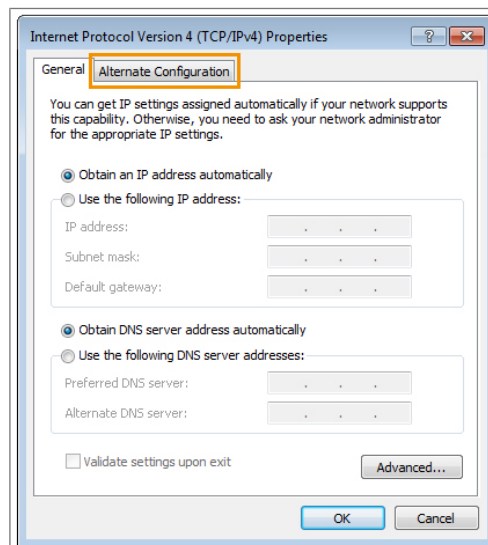 Internet Protocol Version 4 (TCP/IPv4) Properties
?
General
Alternate Configuration
You can get IP settings assigned automatically if your network supports
this capability. Otherwise, you need to ask your network administrator
for the appropriate IP settings.
Obtain an IP address automatically
Use the following IP address:
IP address:
Subnet mask:
Default gateway:
Obtain DNS server address automatically
Use the following DNS server addresses:
Preferred DNS server:
Alternate DNS server:
Validate settings upon exit
Advanced...
OK
Cancel